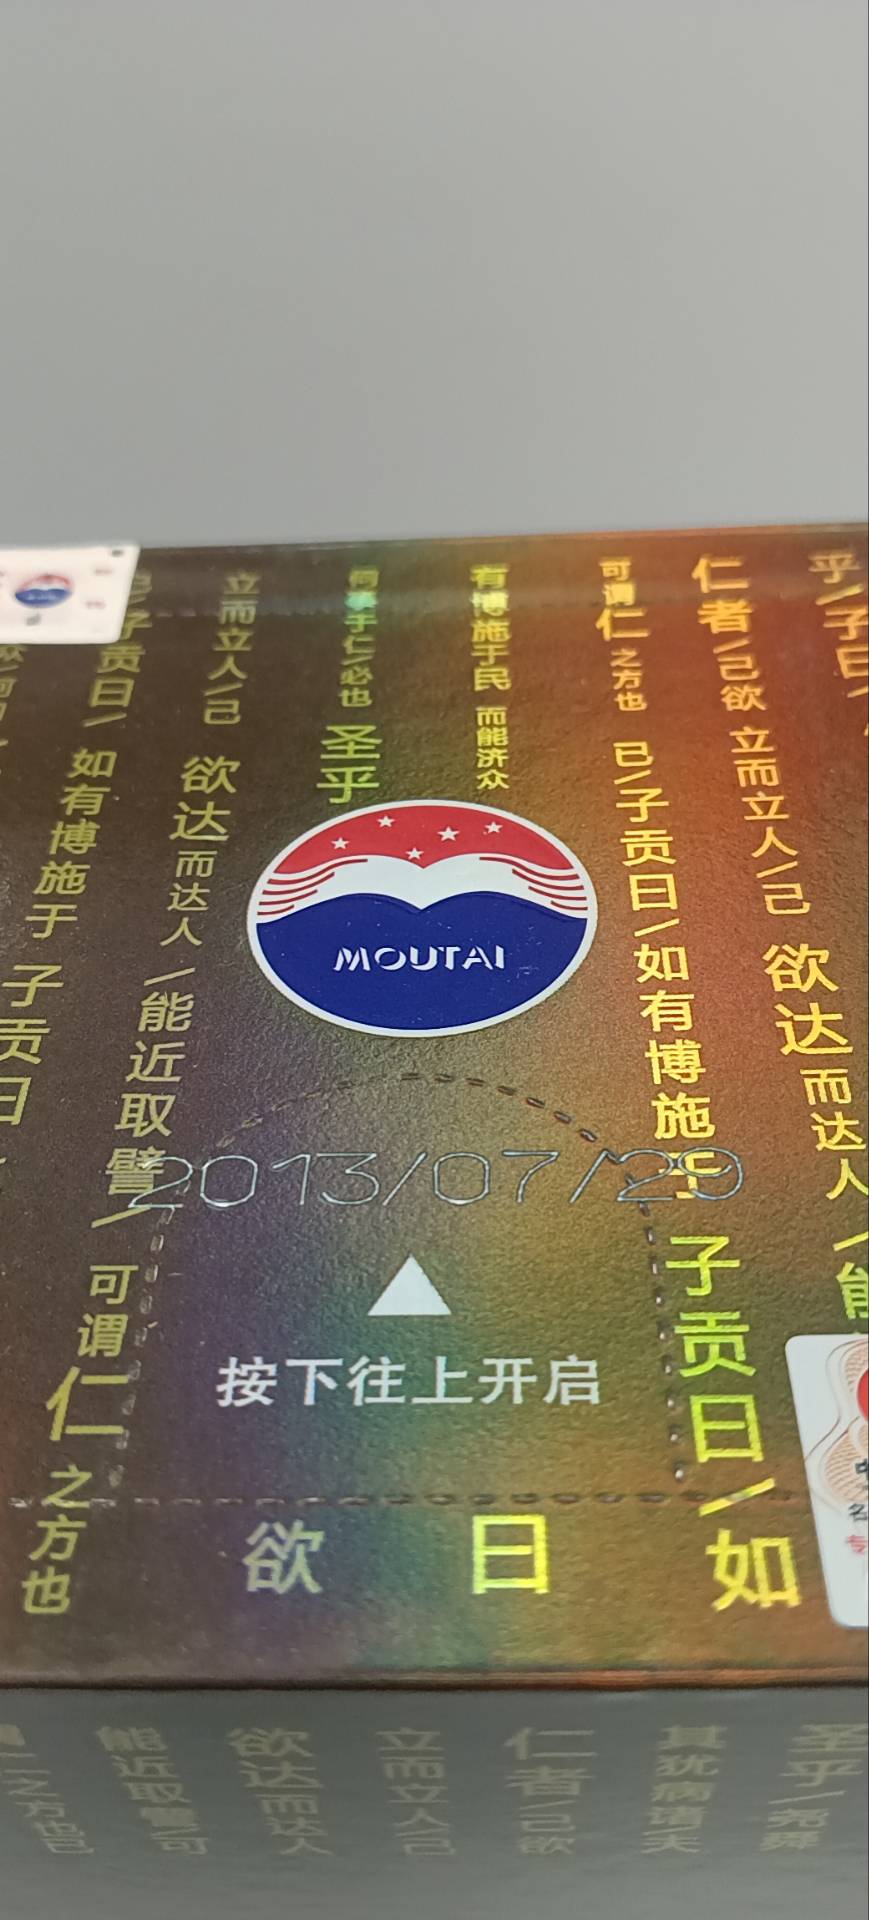 子贡曰/
已/子贡曰/
如有博施于
立而立人/己
欲达而达人
/能近取譬/
可谓仁之方也
何事于仁/必也
圣乎
有博施于民
而能济众
可谓仁之方也
已/子贡曰/如有博施于
子贡曰/如
仁者/己欲
立而立人/己
欲达而达人/能
乎/子曰/
MOUTAI
2013/07/29
按下往上开启
欲 曰
之方也已
能近取譬/可
欲达而达人
立而立人/己
仁者/己欲
其犹病诸夫
圣乎/尧舜